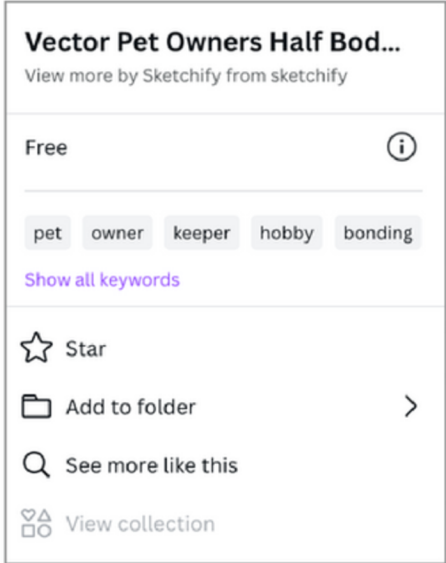 Vector Pet Owners Half Bod...
View more by Sketchify from sketchify
Free
pet owner keeper hobby bonding
Show all keywords
Star
Add to folder
See more like this
View collection